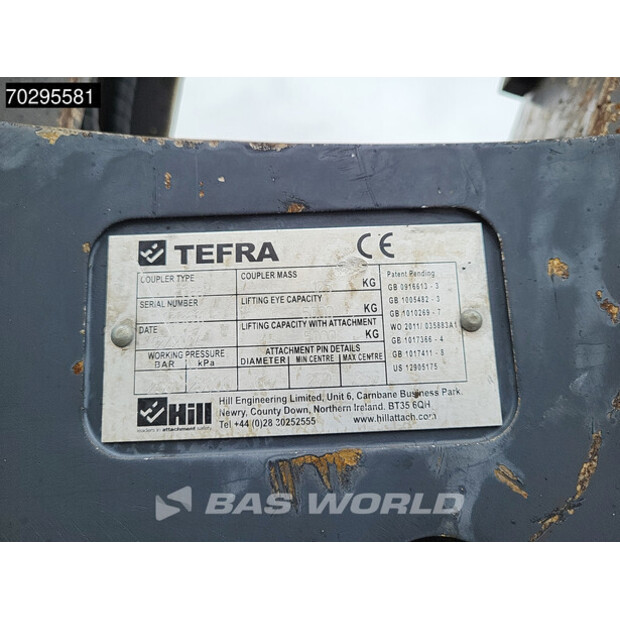 70295581
TEFRA CE
COUPLER TYPE
COUPLER MASS
KG
SERIAL NUMBER
LIFTING EYE CAPACITY
KG
DATE
LIFTING CAPACITY WITH ATTACHMENT
KG
WORKING PRESSURE
BAR kPa
ATTACHMENT PIN DETAILS
DIAMETER MIN CENTRE MAX CENTRE
Patent Pending
GB 0916613 - 3
GB 1005482 - 3
GB 1010269 - 7
WO 2011/035883A1
GB 1017366 - 4
GB 1017411 - 8
US 12905175
Hill
leaders in attachment safety
Hill Engineering Limited, Unit 6, Carnbane Business Park,
Newry, County Down, Northern Ireland. BT35 6QH
Tel +44 (0)28 30252555 www.hillattach.com
BAS WORLD